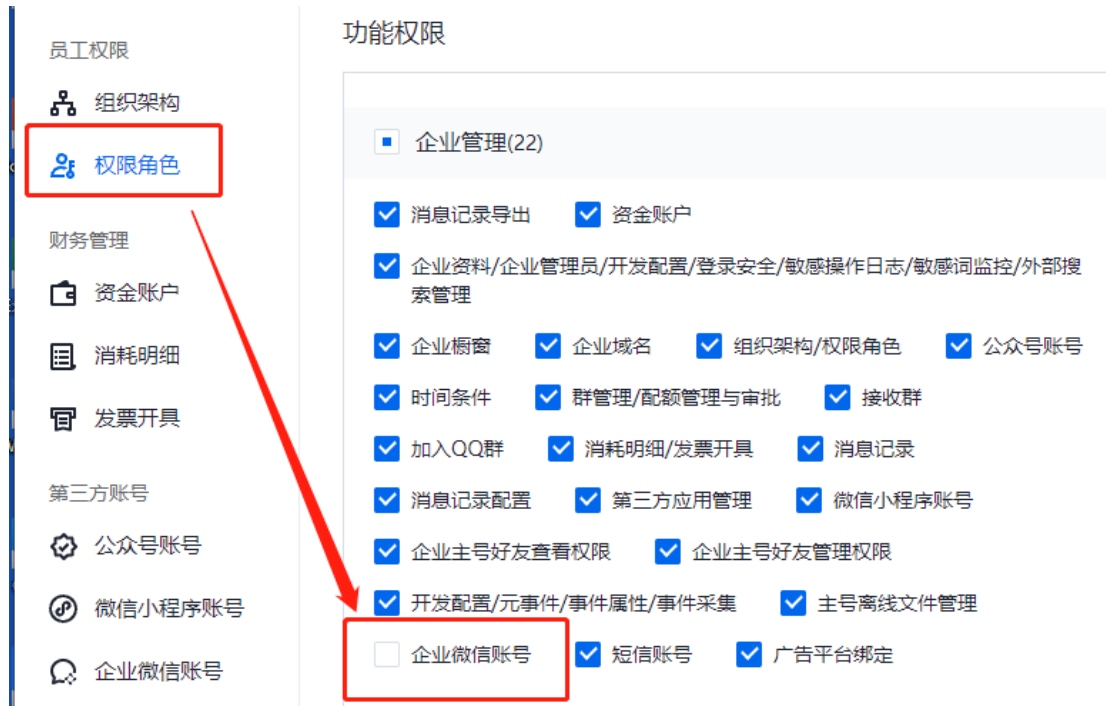 员工权限
组织架构
权限角色
财务管理
资金账户
消耗明细
发票开具
第三方账号
公众号账号
微信小程序账号
企业微信账号
功能权限
企业管理(22)
消息记录导出 资金账户
企业资料/企业管理员/开发配置/登录安全/敏感操作日志/敏感词监控/外部搜
索管理
企业橱窗 企业域名 组织架构/权限角色 公众号账号
时间条件 群管理/配额管理与审批 接收群
加入QQ群 消耗明细/发票开具 消息记录
消息记录配置 第三方应用管理 微信小程序账号
企业主号好友查看权限 企业主号好友管理权限
开发配置/元事件/事件属性/事件采集 主号离线文件管理
企业微信账号 短信账号 广告平台绑定